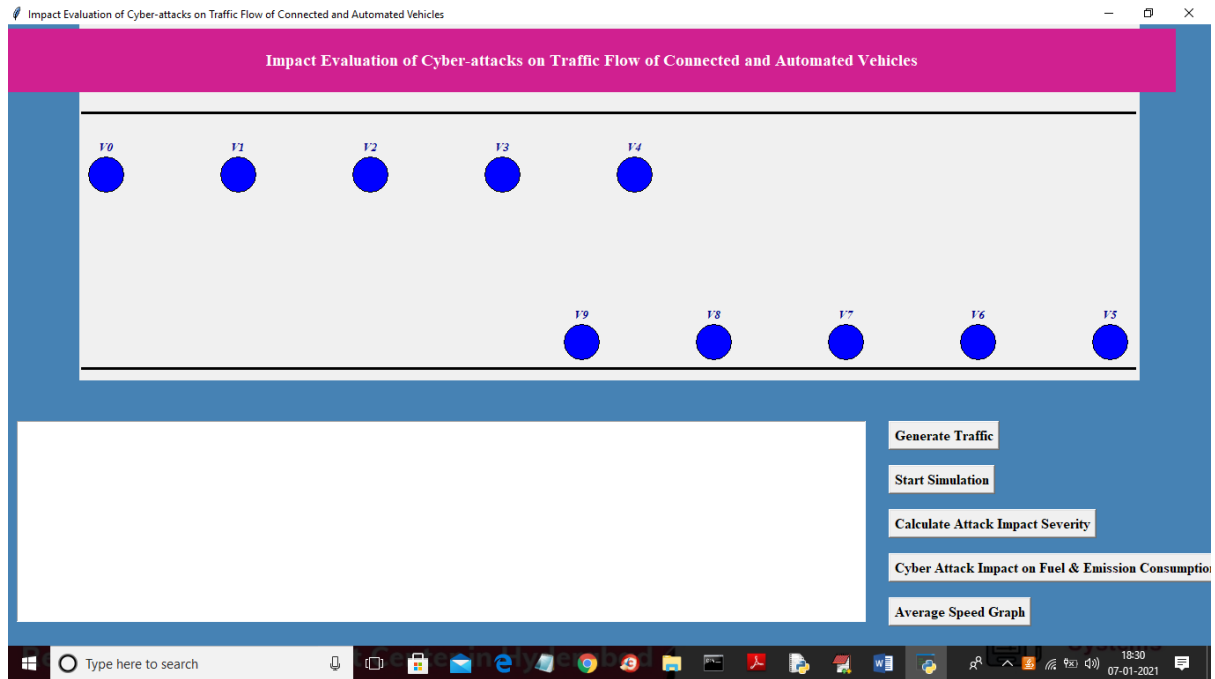 Impact Evaluation of Cyber-attacks on Traffic Flow of Connected and Automated Vehicles
Impact Evaluation of Cyber-attacks on Traffic Flow of Connected and Automated Vehicles
V0 V1 V2 V3 V4
V9 V8 V7 V6 V5
Generate Traffic
Start Simulation
Calculate Attack Impact Severity
Cyber Attack Impact on Fuel & Emission Consumption
Average Speed Graph
Type here to search
18:30
07-01-2021